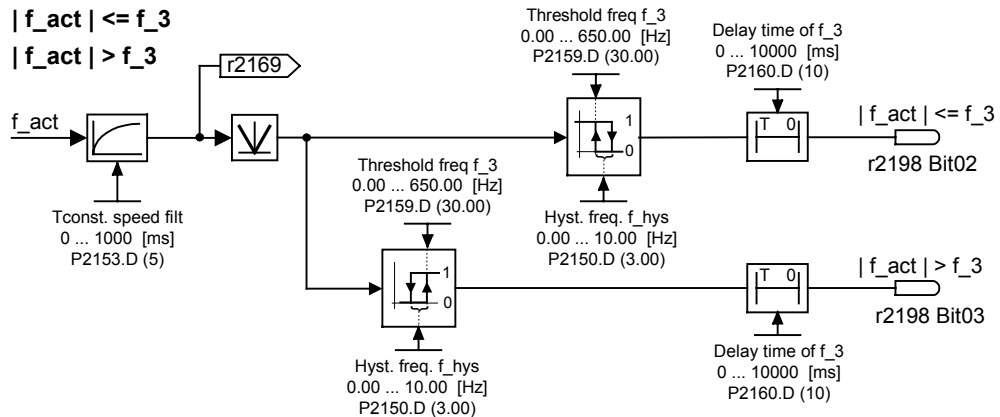 | f_act | <= f_3
| f_act | > f_3
r2169
f_act
Tconst. speed filt
0 ... 1000 [ms]
P2153.D (5)
Threshold freq f_3
0.00 ... 650.00 [Hz]
P2159.D (30.00)
1
0
Hyst. freq. f_hys
0.00 ... 10.00 [Hz]
P2150.D (3.00)
Delay time of f_3
0 ... 10000 [ms]
P2160.D (10)
T 0
| f_act | <= f_3
r2198 Bit02
Threshold freq f_3
0.00 ... 650.00 [Hz]
P2159.D (30.00)
1
0
Hyst. freq. f_hys
0.00 ... 10.00 [Hz]
P2150.D (3.00)
T 0
Delay time of f_3
0 ... 10000 [ms]
P2160.D (10)
| f_act | > f_3
r2198 Bit03